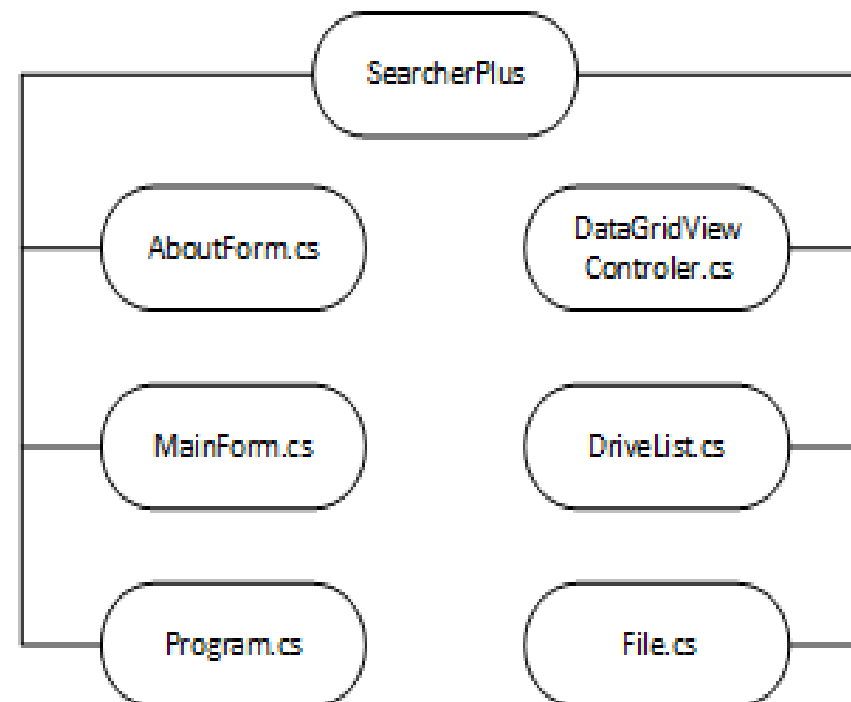 SearcherPlus
AboutForm.cs
DataGridView
Controler.cs
MainForm.cs
DriveList.cs
Program.cs
File.cs